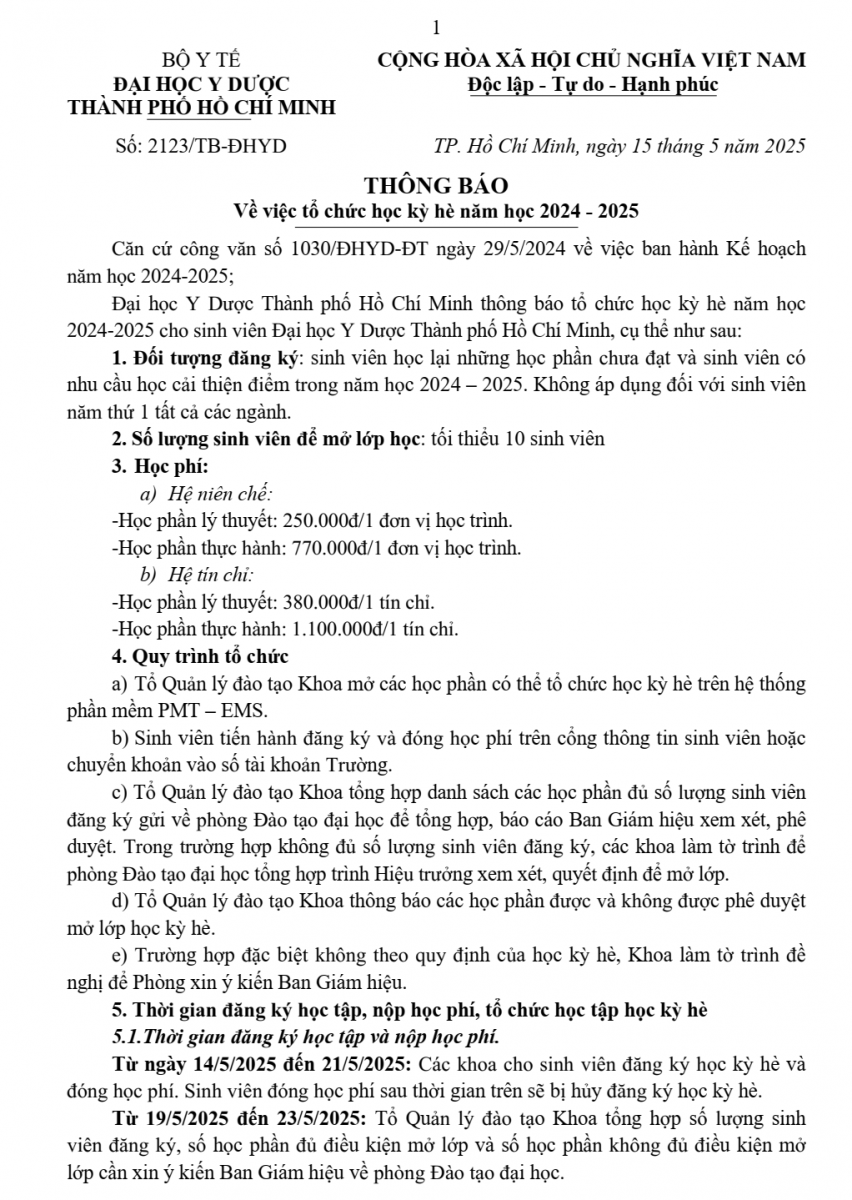 1
BỘ Y TẾ
ĐẠI HỌC Y DƯỢC
THÀNH PHỐ HỒ CHÍ MINH
CỘNG HÒA XÃ HỘI CHỦ NGHĨA VIỆT NAM
Độc lập - Tự do - Hạnh phúc
Số: 2123/TB-ĐHYD
TP. Hồ Chí Minh, ngày 15 tháng 5 năm 2025
THÔNG BÁO
Về việc tổ chức học kỳ hè năm học 2024 - 2025
Căn cứ công văn số 1030/ĐHYD-ĐT ngày 29/5/2024 về việc ban hành Kế hoạch
năm học 2024-2025;
Đại học Y Dược Thành phố Hồ Chí Minh thông báo tổ chức học kỳ hè năm học
2024-2025 cho sinh viên Đại học Y Dược Thành phố Hồ Chí Minh, cụ thể như sau:
1. Đối tượng đăng ký: sinh viên học lại những học phần chưa đạt và sinh viên có
nhu cầu học cải thiện điểm trong năm học 2024 – 2025. Không áp dụng đối với sinh viên
năm thứ 1 tất cả các ngành.
2. Số lượng sinh viên để mở lớp học: tối thiểu 10 sinh viên
3. Học phí:
a) Hệ niên chế:
-Học phần lý thuyết: 250.000đ/1 đơn vị học trình.
-Học phần thực hành: 770.000đ/1 đơn vị học trình.
b) Hệ tín chỉ:
-Học phần lý thuyết: 380.000đ/1 tín chỉ.
-Học phần thực hành: 1.100.000đ/1 tín chỉ.
4. Quy trình tổ chức
a) Tổ Quản lý đào tạo Khoa mở các học phần có thể tổ chức học kỳ hè trên hệ thống
phần mềm PMT – EMS.
b) Sinh viên tiến hành đăng ký và đóng học phí trên cổng thông tin sinh viên hoặc
chuyển khoản vào số tài khoản Trường.
c) Tổ Quản lý đào tạo Khoa tổng hợp danh sách các học phần đủ số lượng sinh viên
đăng ký gửi về phòng Đào tạo đại học để tổng hợp, báo cáo Ban Giám hiệu xem xét, phê
duyệt. Trong trường hợp không đủ số lượng sinh viên đăng ký, các khoa làm tờ trình để
phòng Đào tạo đại học tổng hợp trình Hiệu trưởng xem xét, quyết định để mở lớp.
d) Tổ Quản lý đào tạo Khoa thông báo các học phần được và không được phê duyệt
mở lớp học kỳ hè.
e) Trường hợp đặc biệt không theo quy định của học kỳ hè, Khoa làm tờ trình đề
nghị để Phòng xin ý kiến Ban Giám hiệu.
5. Thời gian đăng ký học tập, nộp học phí, tổ chức học tập học kỳ hè
5.1.Thời gian đăng ký học tập và nộp học phí.
Từ ngày 14/5/2025 đến 21/5/2025: Các khoa cho sinh viên đăng ký học kỳ hè và
đóng học phí. Sinh viên đóng học phí sau thời gian trên sẽ bị hủy đăng ký học kỳ hè.
Từ 19/5/2025 đến 23/5/2025: Tổ Quản lý đào tạo Khoa tổng hợp số lượng sinh
viên đăng ký, số học phần đủ điều kiện mở lớp và số học phần không đủ điều kiện mở
lớp cần xin ý kiến Ban Giám hiệu về phòng Đào tạo đại học.